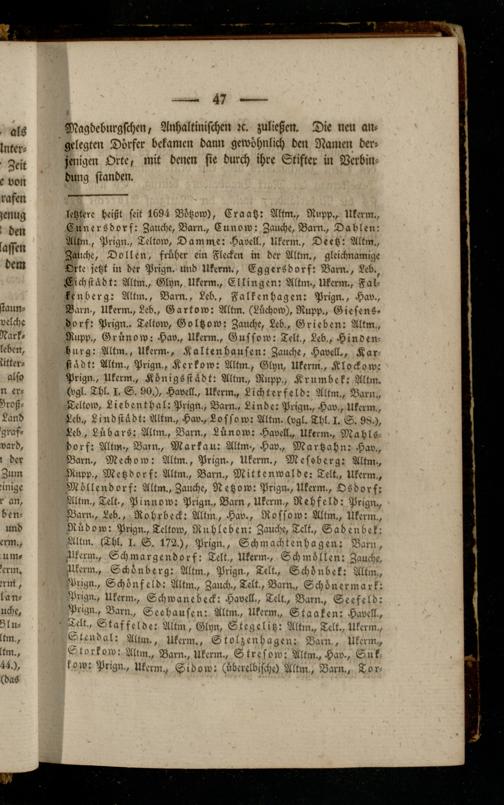 — 47 —
Magdeburgschen, Anhaltinischen ꝛc. zuließen. Die neu an-
gelegten Dörfer bekamen dann gewöhnlich den Namen der-
jenigen Orte, mit denen sie durch ihre Stifter in Verbin-
dung standen.
letztere heißt seit 1694 Bötzow), Craatz: Altm., Rupp., Ukerm.,
Cunersdorf: Zauche, Barn., Cunow: Zauche, Barn., Dahlen:
Altm., Prign., Teltow, Damme: Havell., Ukerm., Deetz: Altm.,
Zauche, Dollen, früher ein Flecken in der Altm., gleichnamige
Orte jetzt in der Prign. und Ukerm., Eggersdorf: Barn., Leb.,
Eichstädt: Altm., Glyn, Ukerm., Ellingen: Altm., Ukerm., Fal-
kenberg: Altm., Barn., Leb., Falkenhagen: Prign., Hav.,
Barn., Ukerm., Leb., Gartow: Altm. (Lüchow), Rupp., Giesens-
dorf: Prign., Teltow, Goltzow: Zauche, Leb., Grieben: Altm.,
Rupp., Grünow: Hav., Ukerm., Gussow: Telt., Leb., Hinden-
burg: Altm., Ukerm., Kaltenhausen: Zauche, Havell., Kar-
städt: Altm., Prign., Kerkow: Altm., Glyn, Ukerm., Klockow:
Prign., Ukerm., Königsstädt: Altm., Rupp., Krumbek: Altm.
(vgl. Thl. I. S. 90.), Havell., Ukerm., Lichterfeld: Altm., Barn.,
Teltow, Liebenthal: Prign., Barn., Linde: Prign., Hav., Ukerm.,
Leb., Lindstädt: Altm., Hav., Lossow: Altm. (vgl. Thl. I. S. 98.),
Leb., Lübars: Altm., Barn., Lünow: Havell., Ukerm., Mahls-
dorf: Altm., Barn., Markau: Altm., Hav., Martzahn: Hav.,
Barn., Mechow: Altm., Prign., Ukerm., Meseberg: Altm.,
Rupp., Metzdorf: Altm., Barn., Mittenwalde: Telt., Ukerm.,
Möllendorf: Altm., Zauche, Netzow: Prign., Ukerm., Osdorf:
Altm., Telt., Pinnow: Prign., Barn., Ukerm., Rehfeld: Prign.,
Barn., Leb., Rohrbeck: Altm., Hav., Rossow: Altm., Ukerm.,
Rüdow: Prign., Teltow, Ruhleben: Zauche, Telt., Sadenbek:
Altm. (Thl. I. S. 172.), Prign., Schmachtenhagen: Barn.,
Ukerm., Schmargendorf: Telt., Ukerm., Schmöllen: Zauche,
Ukerm., Schönberg: Altm., Prign., Telt., Schönbek: Altm.,
Prign., Schönfeld: Altm., Zauch., Telt., Barn., Schönermark:
Prign., Ukerm., Schwanebeck: Havell., Telt., Barn., Seefeld:
Prign., Barn., Seehausen: Altm., Ukerm., Staaken: Havell.,
Telt., Staffelde: Altm., Glyn, Stegelitz: Altm., Telt., Ukerm.,
Stendal: Altm., Ukerm., Stolzenhagen: Barn., Ukerm.,
Storkow: Altm., Barn., Ukerm., Stresow: Altm., Hav., Suk-
kow: Prign., Ukerm., Sidow: (überelbische) Altm., Barn., Tor-